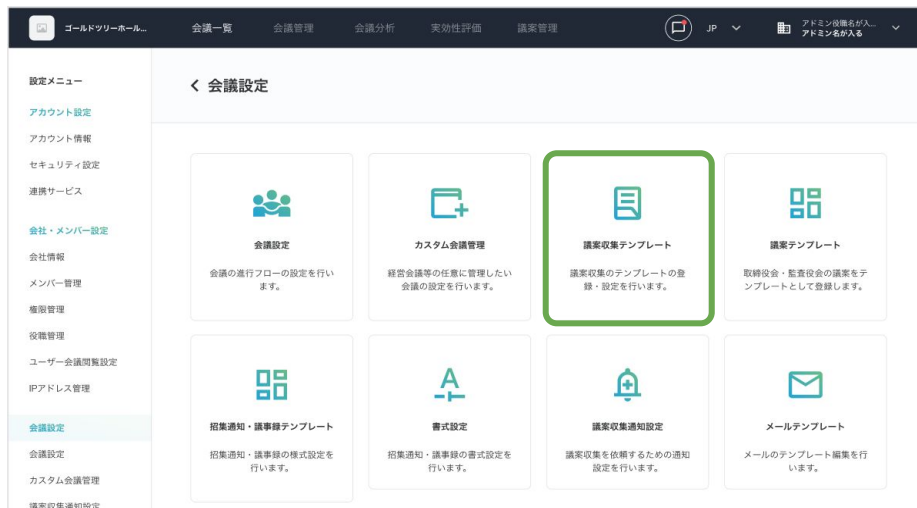 ゴールドツリーホール...
会議一覧
会議管理
会議分析
実効性評価
議案管理
JP
アドミン役職名が入...
アドミン名が入る
設定メニュー
アカウント設定
アカウント情報
セキュリティ設定
連携サービス
会社・メンバー設定
会社情報
メンバー管理
権限管理
役職管理
ユーザー会議閲覧設定
IPアドレス管理
会議設定
会議設定
カスタム会議管理
議案収集通知設定
会議設定
会議設定
会議の進行フローの設定を行い
ます。
カスタム会議管理
経営会議等の任意に管理したい
会議の設定を行います。
議案収集テンプレート
議案収集のテンプレートの登
録・設定を行います。
議案テンプレート
取締役会・監査役会の議案をテ
ンプレートとして登録します。
招集通知・議事録テンプレート
招集通知・議事録の様式設定を
行います。
書式設定
招集通知・議事録の書式設定を
行います。
議案収集通知設定
議案収集を依頼するための通知
設定を行います。
メールテンプレート
メールのテンプレート編集を行
います。